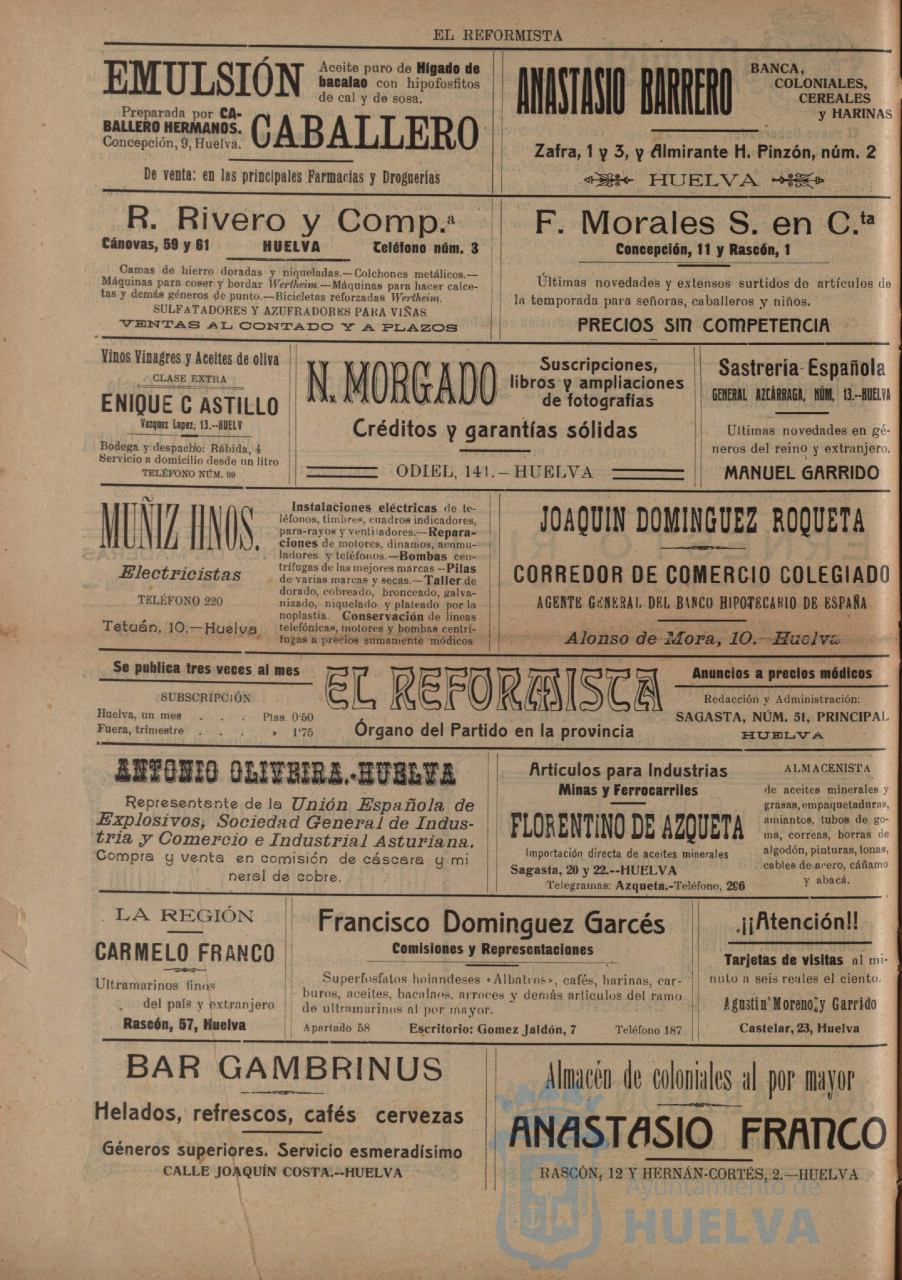 EL REFORMISTA
EMULSIÓN
Aceite puro de Hígado de
bacalao con hipofosfitos
de cal y de sosa.
Preparada por CA-
BALLERO HERMANOS.
Concepción, 9, Huelva.
CABALLERO
De venta: en las principales Farmacias y Droguerías
ANASTASIO BARRERO
BANCA,
COLONIALES,
CEREALES
y HARINAS
Zafra, 1 y 3, y Almirante H. Pinzón, núm. 2
HUELVA
R. Rivero y Comp.ª
Cánovas, 59 y 61 HUELVA Teléfono núm. 3
Camas de hierro doradas y niqueladas.—Colchones metálicos.—
Máquinas para coser y bordar Wertheim.—Máquinas para hacer calce-
tas y demás géneros de punto.—Bicicletas reforzadas Wertheim.
SULFATADORES Y AZUFRADORES PARA VIÑAS
VENTAS AL CONTADO Y A PLAZOS
F. Morales S. en C.ta
Concepción, 11 y Rascón, 1
Últimas novedades y extensos surtidos de artículos de
la temporada para señoras, caballeros y niños.
PRECIOS SIN COMPETENCIA
Vinos Vinagres y Aceites de oliva
CLASE EXTRA
ENIQUE C ASTILLO
Vazquez Lopez, 13.--HUELV
Bodega y despacho: Rábida, 4
Servicio a domicilio desde un litro
TELÉFONO NÚM. 99
N. MORGADO
Suscripciones,
libros y ampliaciones
de fotografías
Créditos y garantías sólidas
ODIEL, 141.—HUELVA
Sastrería Española
GENERAL AZCÁRRAGA, NÚM, 13.--HUELVA
Ultimas novedades en gé-
neros del reino y extranjero.
MANUEL GARRIDO
MUÑIZ HNOS.
Electricistas
TELÉFONO 220
Tetuán, 10.—Huelva
Instalaciones eléctricas de te-
léfonos, timbres, cuadros indicadores,
para-rayos y ventiladores.—Repara-
ciones de motores, dinamos, acumu-
ladores y teléfonos.—Bombas cen-
trífugas de las mejores marcas—Pilas
de varias marcas y secas.—Taller de
dorado, cobreado, bronceado, galva-
nizado, niquelado y plateado por la
noplastia. Conservación de líneas
telefónicas, motores y bombas centrí-
fugas a precios sumamente módicos
JOAQUIN DOMINGUEZ ROQUETA
CORREDOR DE COMERCIO COLEGIADO
AGENTE GENERAL DEL BANCO HIPOTECARIO DE ESPAÑA
Alonso de Mora, 10.—Huelva
Se publica tres veces al mes
SUBSCRIPCIÓN
Huelva, un mes . . . Ptas. 0'50
Fuera, trimestre . . . » 1'75
EL REFORMISTA
Órgano del Partido en la provincia
Anuncios a precios módicos
Redacción y Administración:
SAGASTA, NÚM. 51, PRINCIPAL
HUELVA
ANTONIO OLIVEIRA.-HUELVA
Representante de la Unión Española de
Explosivos, Sociedad General de Indus-
tria y Comercio e Industrial Asturiana.
Compra y venta en comisión de cáscara y mi
neral de cobre.
Artículos para Industrias
Minas y Ferrocarriles
FLORENTINO DE AZQUETA
Importación directa de aceites minerales
Sagasta, 20 y 22.--HUELVA
Telegramas: Azqueta.-Teléfono, 296
ALMACENISTA
de aceites minerales y
grasas, empaquetaduras,
amiantos, tubos de go-
ma, correas, borras de
algodón, pinturas, lonas,
cables de acero, cáñamo
y abacá.
LA REGIÓN
CARMELO FRANCO
Ultramarinos finos
del país y extranjero
Rascón, 57, Huelva
Francisco Dominguez Garcés
Comisiones y Representaciones
Superfosfatos holandeses «Albatros», cafés, harinas, car-
buros, aceites, bacalaos, arroces y demás artículos del ramo
de ultramarinos al por mayor.
Apartado 58 Escritorio: Gomez Jaldón, 7 Teléfono 187
¡¡Atención!!
Tarjetas de visitas al mi-
nuto a seis reales el ciento.
Agustin Moreno y Garrido
Castelar, 23, Huelva
BAR GAMBRINUS
Helados, refrescos, cafés cervezas
Géneros superiores. Servicio esmeradísimo
CALLE JOAQUÍN COSTA.--HUELVA
Almacén de coloniales al por mayor
ANASTASIO FRANCO
RASCÓN, 12 Y HERNÁN-CORTÉS, 2.—HUELVA
Ayuntamiento de
HUELVA